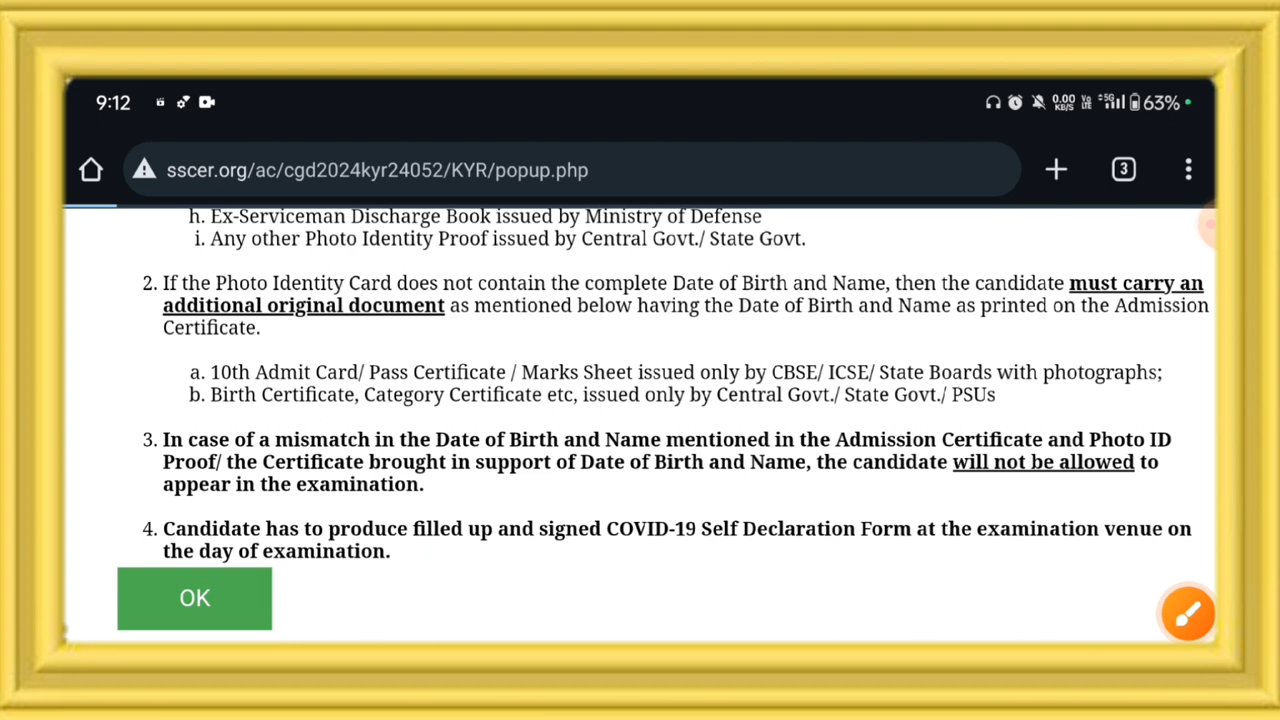 9:12
0.00 KB/S Vo LTE 5G 63%
sscer.org/ac/cgd2024kyr24052/KYR/popup.php
3
h. Ex-Serviceman Discharge Book issued by Ministry of Defense
i. Any other Photo Identity Proof issued by Central Govt./ State Govt.
2. If the Photo Identity Card does not contain the complete Date of Birth and Name, then the candidate must carry an
additional original document as mentioned below having the Date of Birth and Name as printed on the Admission
Certificate.
a. 10th Admit Card/ Pass Certificate / Marks Sheet issued only by CBSE/ ICSE/ State Boards with photographs;
b. Birth Certificate, Category Certificate etc, issued only by Central Govt./ State Govt./ PSUs
3. In case of a mismatch in the Date of Birth and Name mentioned in the Admission Certificate and Photo ID
Proof/ the Certificate brought in support of Date of Birth and Name, the candidate will not be allowed to
appear in the examination.
4. Candidate has to produce filled up and signed COVID-19 Self Declaration Form at the examination venue on
the day of examination.
OK